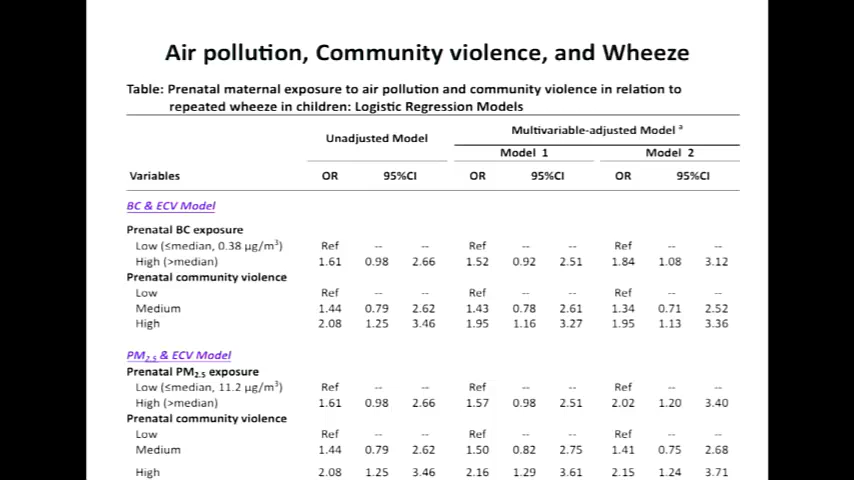 Air pollution, Community violence, and Wheeze
Table: Prenatal maternal exposure to air pollution and community violence in relation to
repeated wheeze in children: Logistic Regression Models
Unadjusted Model Multivariable-adjusted Model a
Model 1 Model 2
Variables OR 95%CI OR 95%CI OR 95%CI
BC & ECV Model
Prenatal BC exposure
Low (≤median, 0.38 µg/m³) Ref -- -- Ref -- -- Ref -- --
High (>median) 1.61 0.98 2.66 1.52 0.92 2.51 1.84 1.08 3.12
Prenatal community violence
Low Ref -- -- Ref -- -- Ref -- --
Medium 1.44 0.79 2.62 1.43 0.78 2.61 1.34 0.71 2.52
High 2.08 1.25 3.46 1.95 1.16 3.27 1.95 1.13 3.36
PM2.5 & ECV Model
Prenatal PM2.5 exposure
Low (≤median, 11.2 µg/m³) Ref -- -- Ref -- -- Ref -- --
High (>median) 1.61 0.98 2.66 1.57 0.98 2.51 2.02 1.20 3.40
Prenatal community violence
Low Ref -- -- Ref -- -- Ref -- --
Medium 1.44 0.79 2.62 1.50 0.82 2.75 1.41 0.75 2.68
High 2.08 1.25 3.46 2.16 1.29 3.61 2.15 1.24 3.71